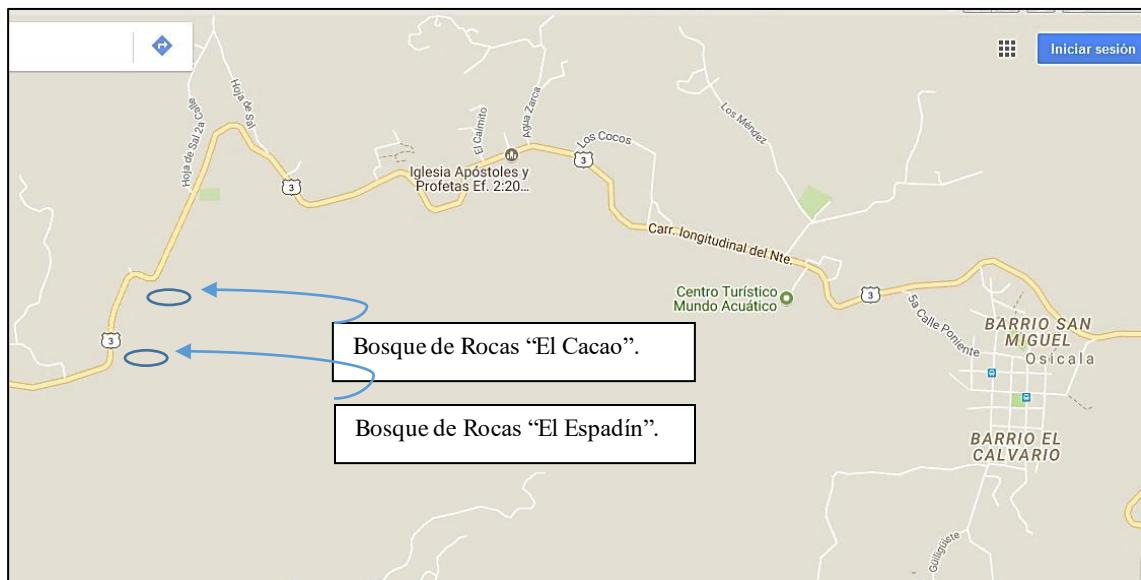 Iniciar sesión
Hoja de Sal 2a Calle
Hoja de Sal
El Caimito
Agua Zarca
Los Cocos
Los Méndez
3
Iglesia Apóstoles y
Profetas Ef. 2:20...
3
Carr. longitudinal del Nte.
Centro Turístico
Mundo Acuático
3
5a Calle Poniente
BARRIO SAN
MIGUEL
Osicala
3
Bosque de Rocas “El Cacao”.
Bosque de Rocas “El Espadín”.
BARRIO EL
CALVARIO
Güiligüiste